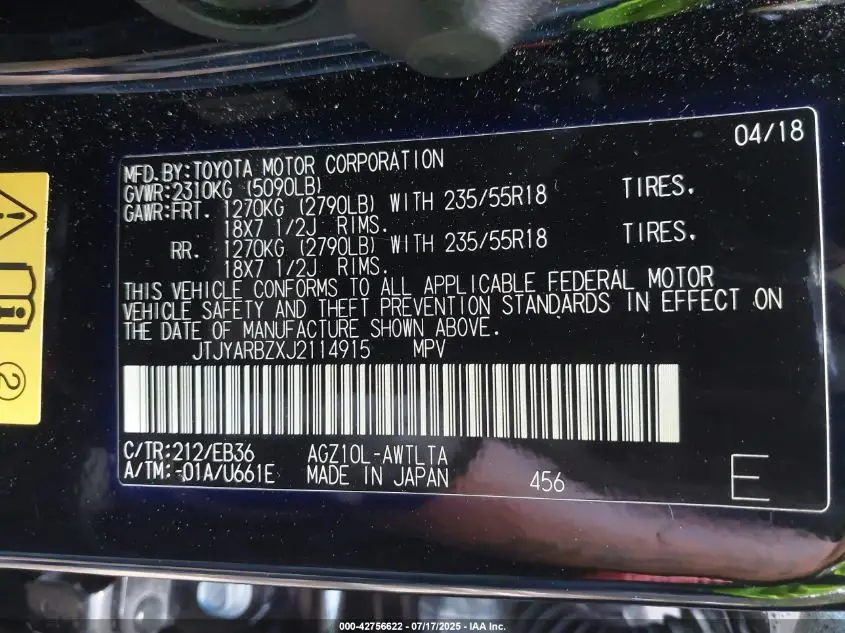 04/18
MFD.BY:TOYOTA MOTOR CORPORATION
GVWR:2310KG (5090LB)
GAWR:FRT. 1270KG (2790LB) WITH 235/55R18 TIRES.
18X7 1/2J RIMS.
RR. 1270KG (2790LB) WITH 235/55R18 TIRES.
18X7 1/2J RIMS.
THIS VEHICLE CONFORMS TO ALL APPLICABLE FEDERAL MOTOR
VEHICLE SAFETY AND THEFT PREVENTION STANDARDS IN EFFECT ON
THE DATE OF MANUFACTURE SHOWN ABOVE.
JTJYARBZXJ2114915 MPV
C/TR:212/EB36 AGZ10L-AWTLTA
A/TM:-01A/U661E MADE IN JAPAN 456 E
2
000-42756622 - 07/17/2025 - IAA Inc.